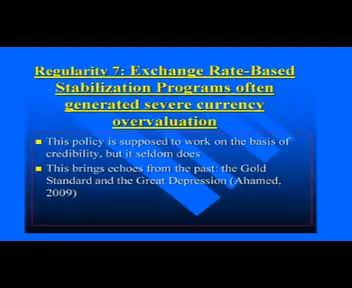 Regularity 7: Exchange Rate-Based
Stabilization Programs often
generated severe currency
overvaluation
This policy is supposed to work on the basis of
credibility, but it seldom does
This brings echoes from the past: the Gold
Standard and the Great Depression (Ahamed,
2009)